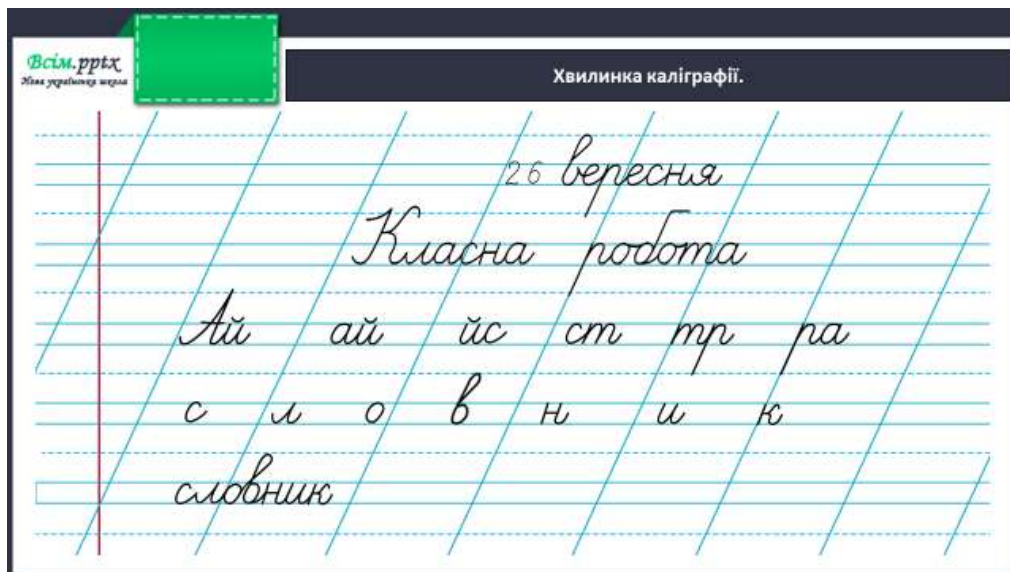 Всім.pptx
Нова українська школа
Хвилинка каліграфії.
26 вересня
Класна робота
Ай ай йс ст тр ра
с л о в н и к
словник